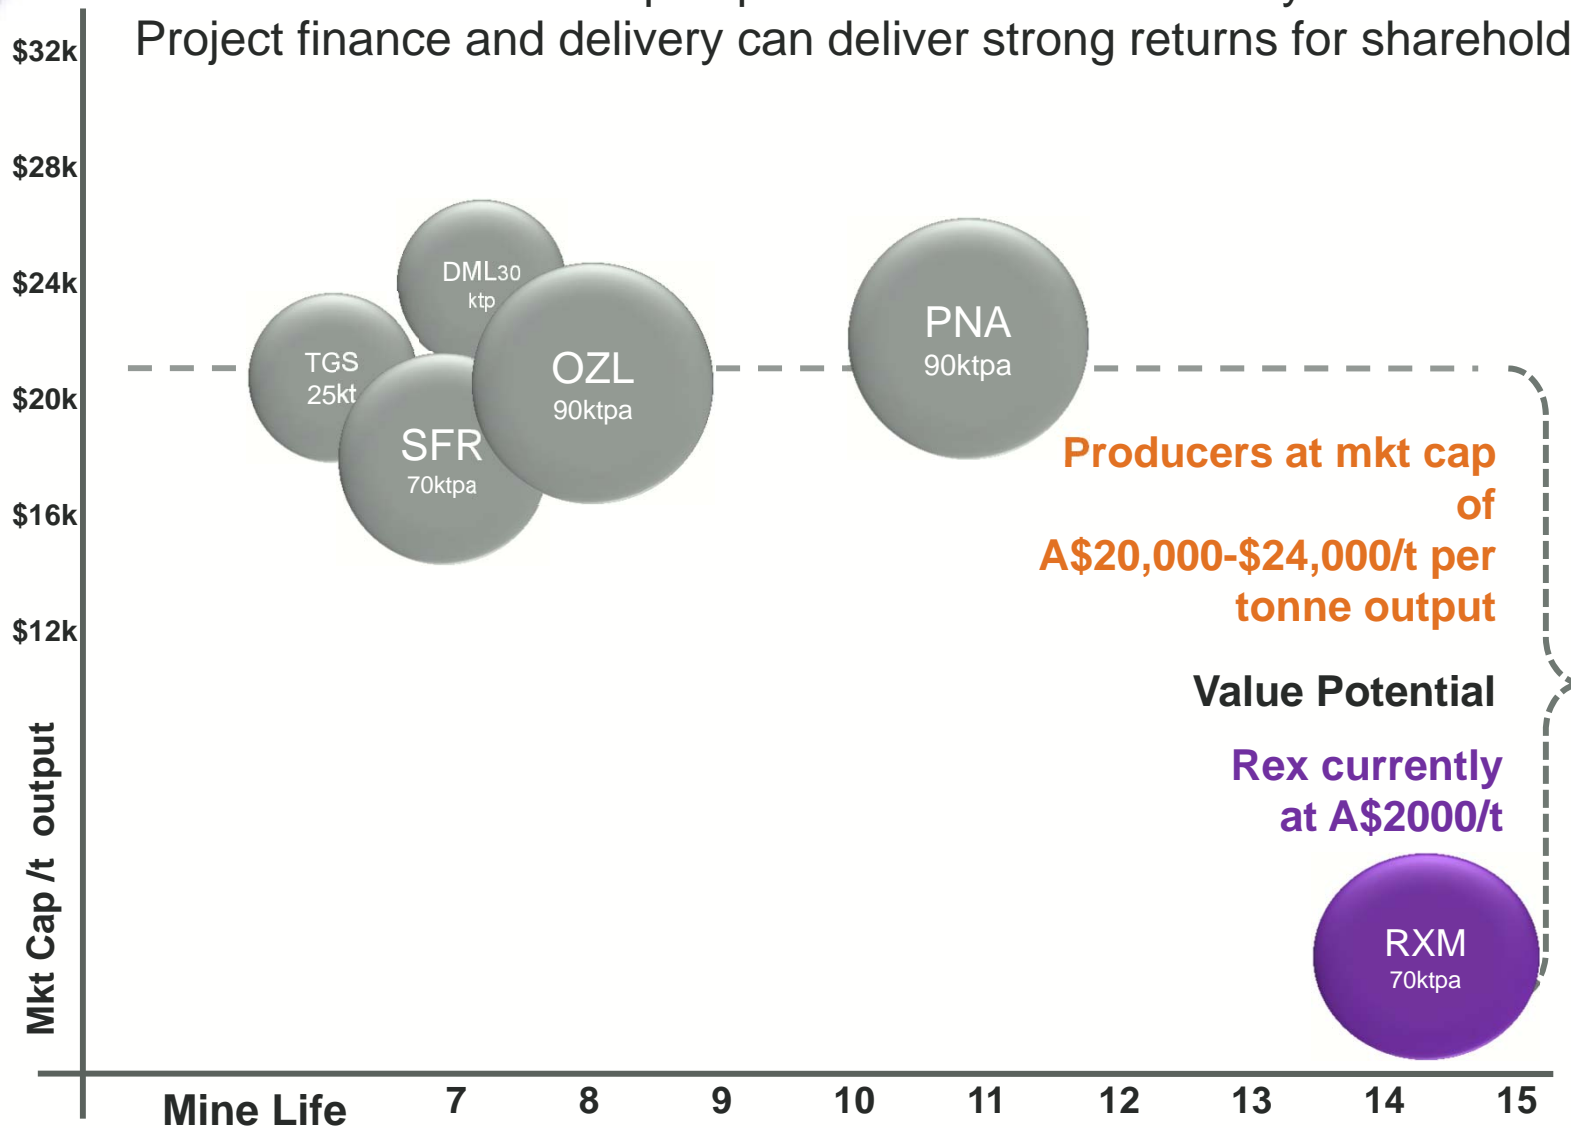 Project finance and delivery can deliver strong returns for sharehold
$32k
$28k
$24k
$20k
$16k
$12k
Mkt Cap /t output
DML30
ktp
TGS
25kt
SFR
70ktpa
OZL
90ktpa
PNA
90ktpa
Producers at mkt cap
of
A$20,000-$24,000/t per
tonne output
Value Potential
Rex currently
at A$2000/t
RXM
70ktpa
Mine Life
7
8
9
10
11
12
13
14
15